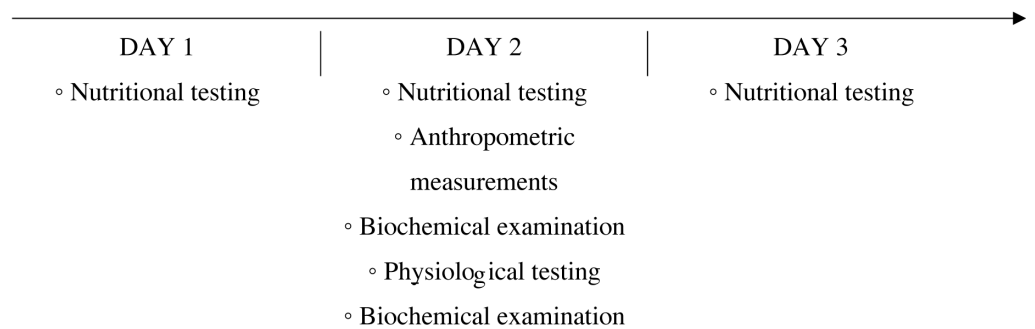 DAY 1
DAY 2
DAY 3
◦ Nutritional testing
◦ Nutritional testing
◦ Nutritional testing
◦ Anthropometric
measurements
◦ Biochemical examination
◦ Physiological testing
◦ Biochemical examination